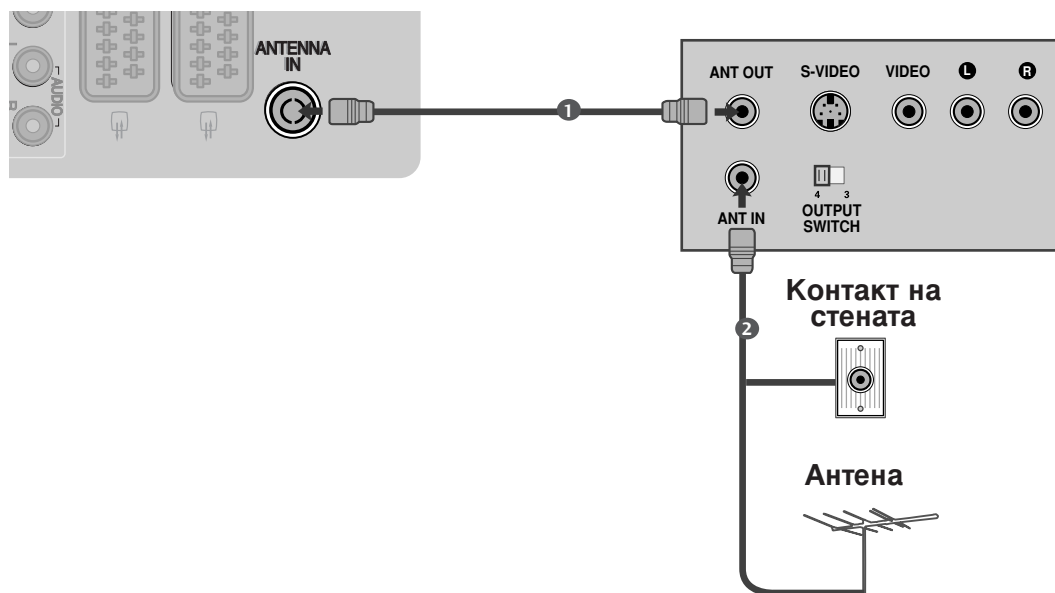 ANTENNA
IN
AUDIO
R
1
ANT OUT
S-VIDEO
VIDEO
L
R
4
3
ANT IN
OUTPUT
SWITCH
2
Контакт на
стената
Антена